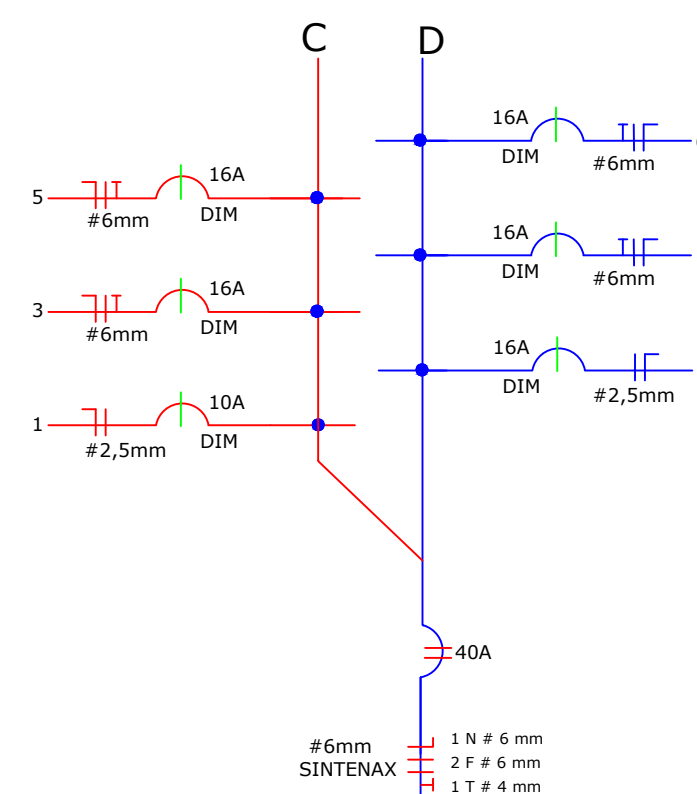 C
D
16A
DIM
#6mm
5
16A
#6mm
DIM
16A
DIM
#6mm
3
16A
#6mm
DIM
16A
DIM
#2,5mm
1
10A
#2,5mm
DIM
40A
#6mm
SINTENAX
1 N # 6 mm
2 F # 6 mm
1 T # 4 mm